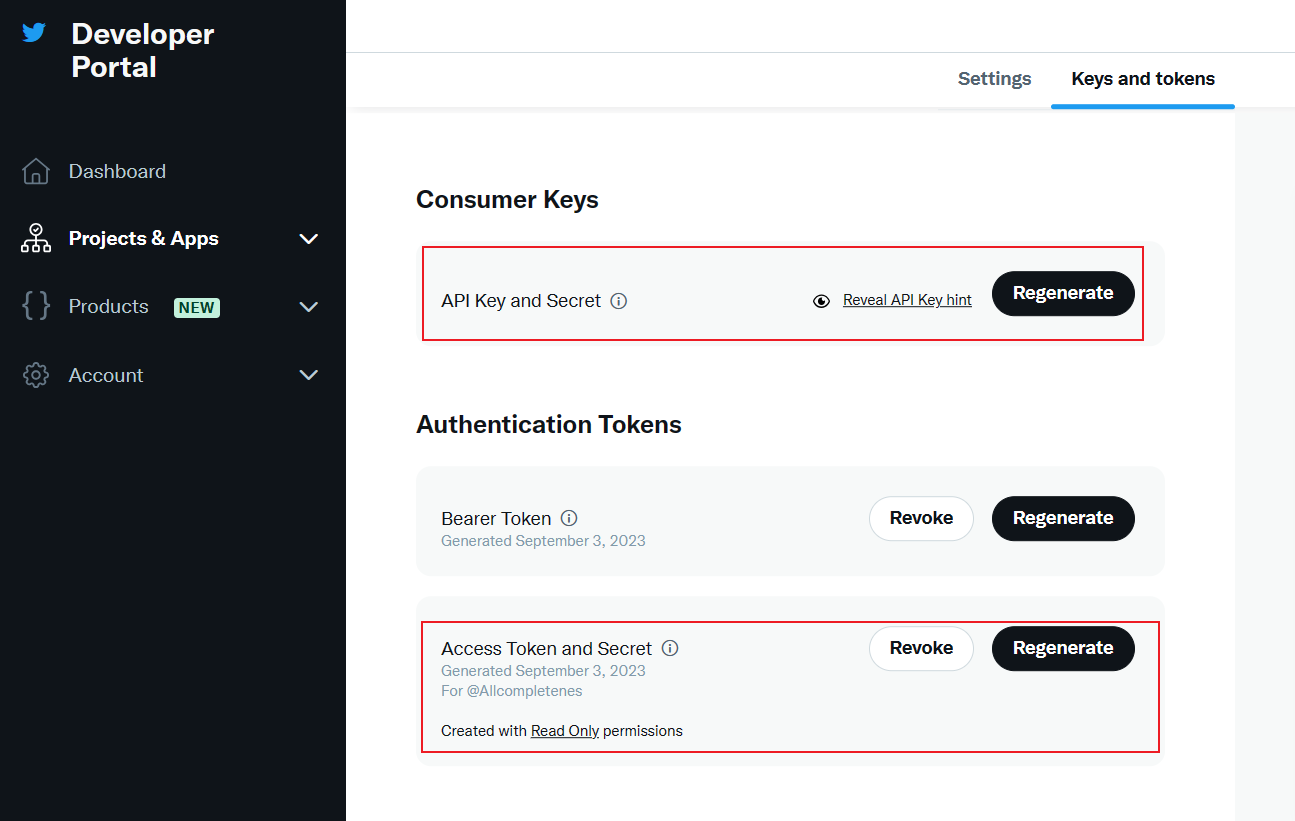 Developer
Portal
Dashboard
Projects & Apps
Products NEW
Account
Settings Keys and tokens
Consumer Keys
API Key and Secret Reveal API Key hint Regenerate
Authentication Tokens
Bearer Token Revoke Regenerate
Generated September 3, 2023
Access Token and Secret Revoke Regenerate
Generated September 3, 2023
For @Allcompletenes
Created with Read Only permissions